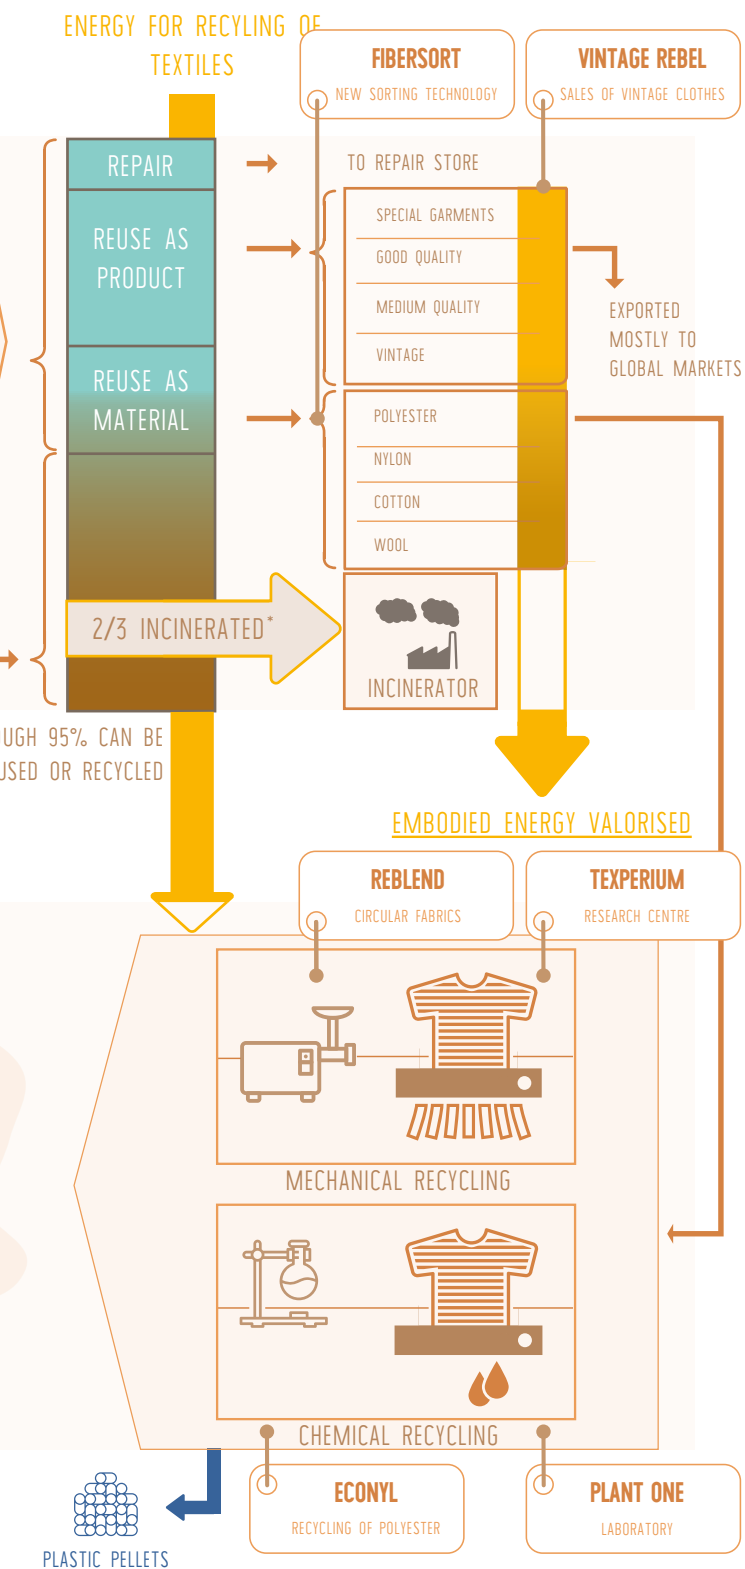 ENERGY FOR RECYLING OF
TEXTILES
FIBERSORT
NEW SORTING TECHNOLOGY
VINTAGE REBEL
SALES OF VINTAGE CLOTHES
REPAIR
TO REPAIR STORE
REUSE AS
PRODUCT
SPECIAL GARMENTS
GOOD QUALITY
MEDIUM QUALITY
VINTAGE
EXPORTED
MOSTLY TO
GLOBAL MARKETS
REUSE AS
MATERIAL
POLYESTER
NYLON
COTTON
WOOL
2/3 INCINERATED*
INCINERATOR
OUGH 95% CAN BE
USED OR RECYCLED
EMBODIED ENERGY VALORISED
REBLEND
CIRCULAR FABRICS
TEXPERIUM
RESEARCH CENTRE
MECHANICAL RECYCLING
CHEMICAL RECYCLING
ECONYL
RECYCLING OF POLYESTER
PLANT ONE
LABORATORY
PLASTIC PELLETS